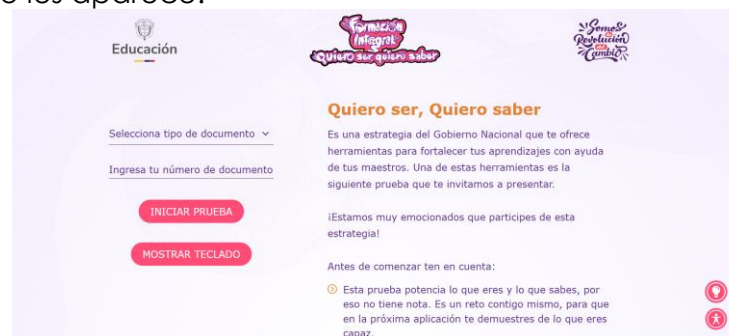 les aparece.
Educación
Formación
Integral
Quiero ser quiero saber
Somos
Revolución
del
Cambio
Selecciona tipo de documento
Ingresa tu número de documento
INICIAR PRUEBA
MOSTRAR TECLADO
Quiero ser, Quiero saber
Es una estrategia del Gobierno Nacional que te ofrece
herramientas para fortalecer tus aprendizajes con ayuda
de tus maestros. Una de estas herramientas es la
siguiente prueba que te invitamos a presentar.
¡Estamos muy emocionados que participes de esta
estrategia!
Antes de comenzar ten en cuenta:
Esta prueba potencia lo que eres y lo que sabes, por
eso no tiene nota. Es un reto contigo mismo, para que
en la próxima aplicación te demuestres de lo que eres
capaz.